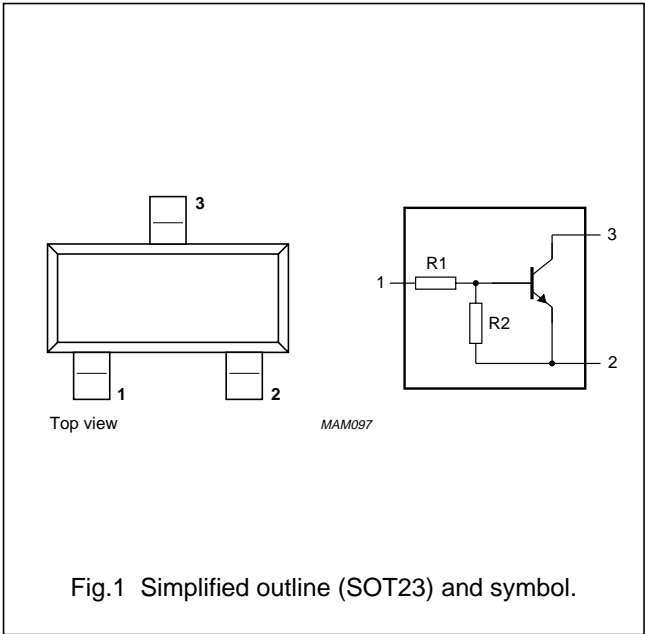 3
1
2
Top view
MAM097
1
R1
R2
3
2
Fig.1 Simplified outline (SOT23) and symbol.